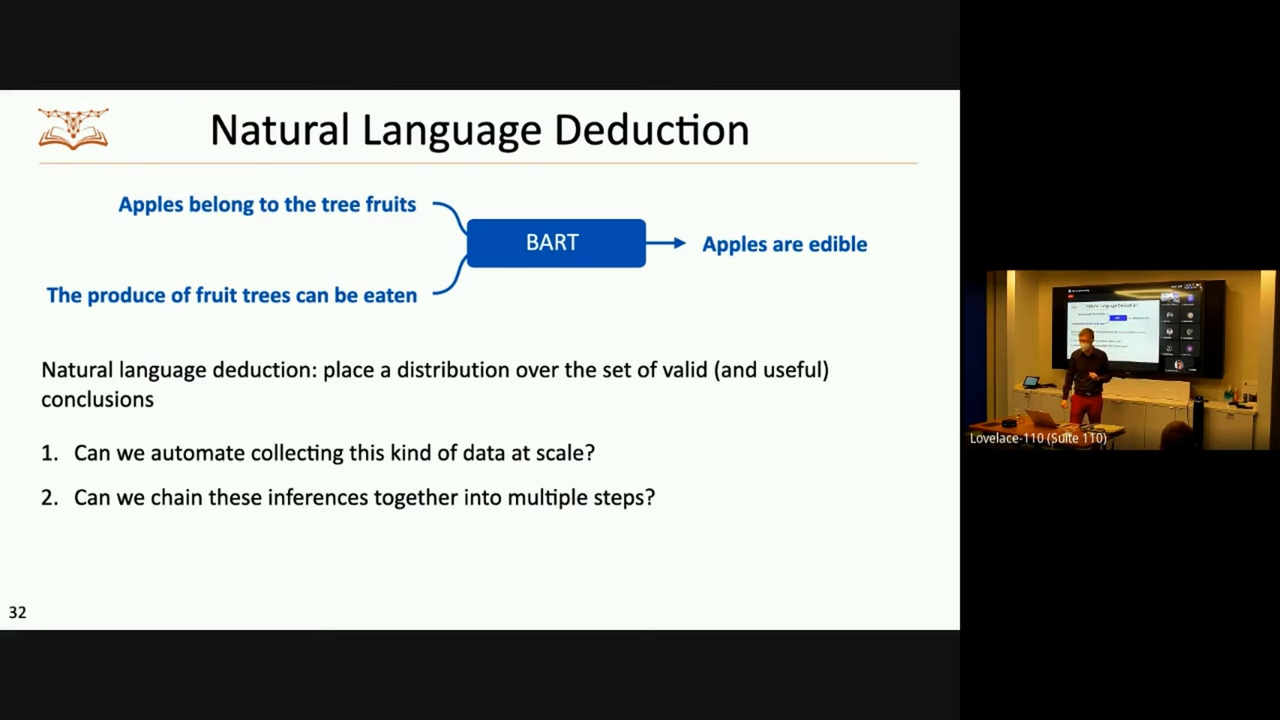 Natural Language Deduction
Apples belong to the tree fruits
BART
Apples are edible
The produce of fruit trees can be eaten
Natural language deduction: place a distribution over the set of valid (and useful)
conclusions
1. Can we automate collecting this kind of data at scale?
2. Can we chain these inferences together into multiple steps?
32
Natural Language Deduction
Lovelace-110 (Suite 110)